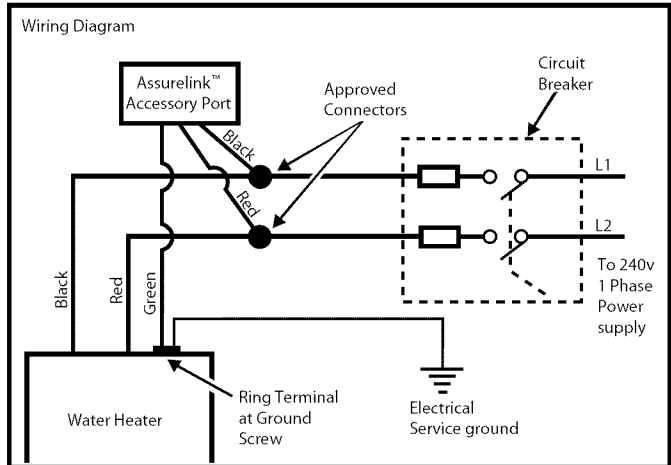 Wiring Diagram
Assurelink™
Accessory Port
Approved
Connectors
Circuit
Breaker
Black
Red
L1
L2
To 240v
1 Phase
Power
supply
Black
Red
Green
Water Heater
Ring Terminal
at Ground
Screw
Electrical
Service ground